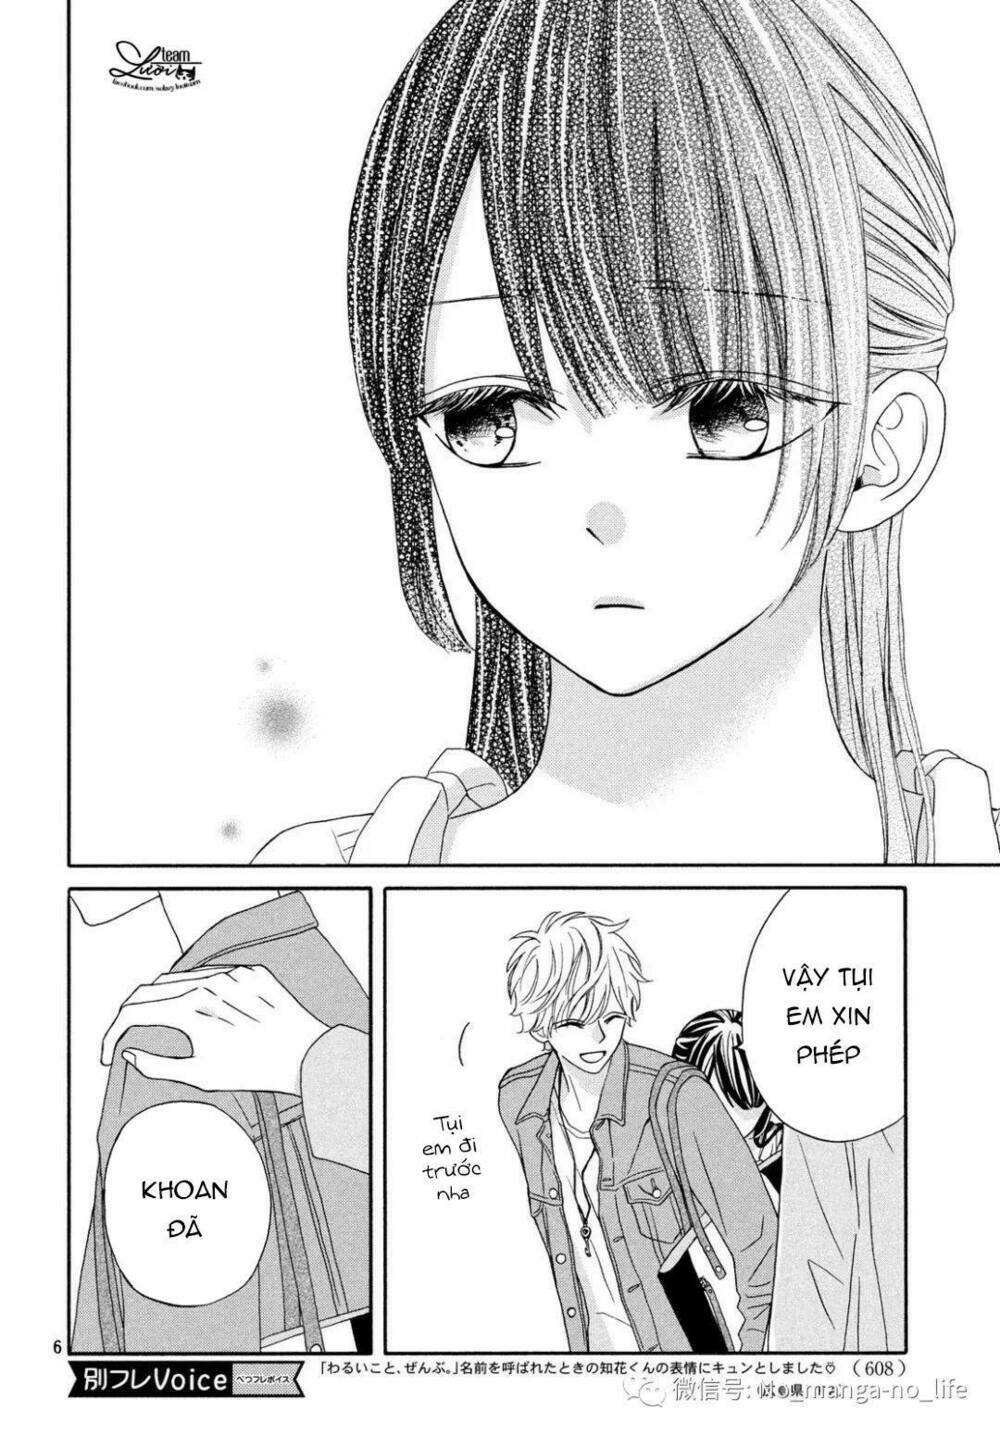 team
Lười
VẬY TỤI
EM XIN
PHÉP
Tụi
em đi
trước
nha
KHOAN
ĐÃ
6
別フレVoice
べつフレボイス
「わるいこと、ぜんぶ。」名前を呼ばれたときの知花くんの表情にキュンとしました♡
(608)
微信号: no_manga-no_life